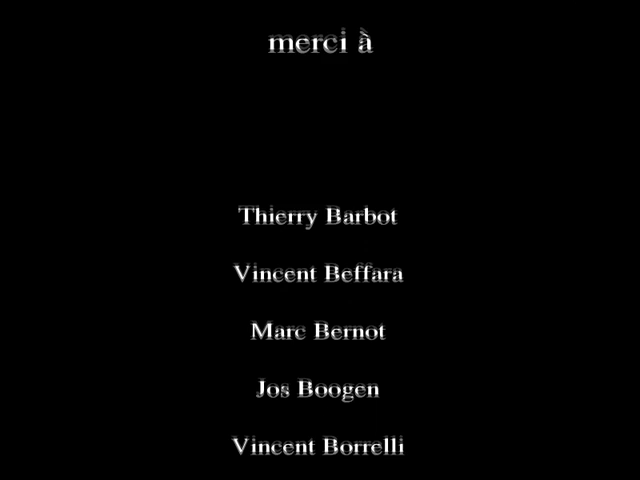 merci à
Thierry Barbot
Vincent Beffara
Marc Bernot
Jos Boogen
Vincent Borrelli